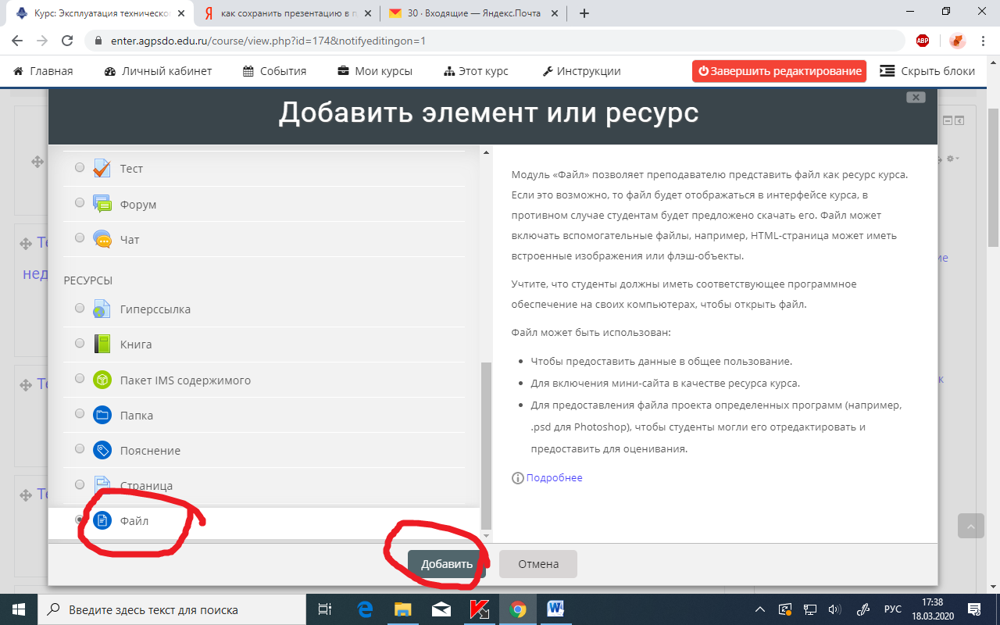 Курс: Эксплуатация техническо
как сохранить презентацию в п
30 · Входящие — Яндекс.Почта
enter.agpsdo.edu.ru/course/view.php?id=174&notifyeditingon=1
ABP
Главная
Личный кабинет
События
Мои курсы
Этот курс
Инструкции
Завершить редактирование
Скрыть блоки
Добавить элемент или ресурс
Тест
Форум
Чат
РЕСУРСЫ
Гиперссылка
Книга
Пакет IMS содержимого
Папка
Пояснение
Страница
Файл
Модуль «Файл» позволяет преподавателю представить файл как ресурс курса.
Если это возможно, то файл будет отображаться в интерфейсе курса, в
противном случае студентам будет предложено скачать его. Файл может
включать вспомогательные файлы, например, HTML-страница может иметь
встроенные изображения или флэш-объекты.
Учтите, что студенты должны иметь соответствующее программное
обеспечение на своих компьютерах, чтобы открыть файл.
Файл может быть использован:
• Чтобы предоставить данные в общее пользование.
• Для включения мини-сайта в качестве ресурса курса.
• Для предоставления файла проекта определенных программ (например,
.psd для Photoshop), чтобы студенты могли его отредактировать и
предоставить для оценивания.
Подробнее
Добавить
Отмена
Те
нед
Те
Те
ие
к
Введите здесь текст для поиска
РУС
17:38
18.03.2020